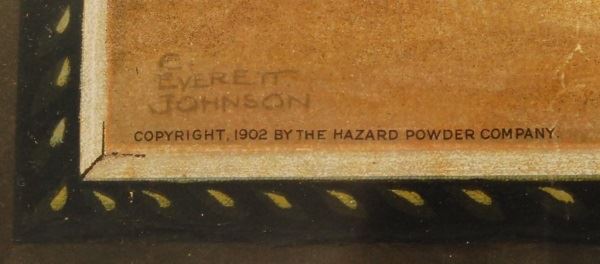 E.
EVERETT
JOHNSON
COPYRIGHT, 1902 BY THE HAZARD POWDER COMPANY.